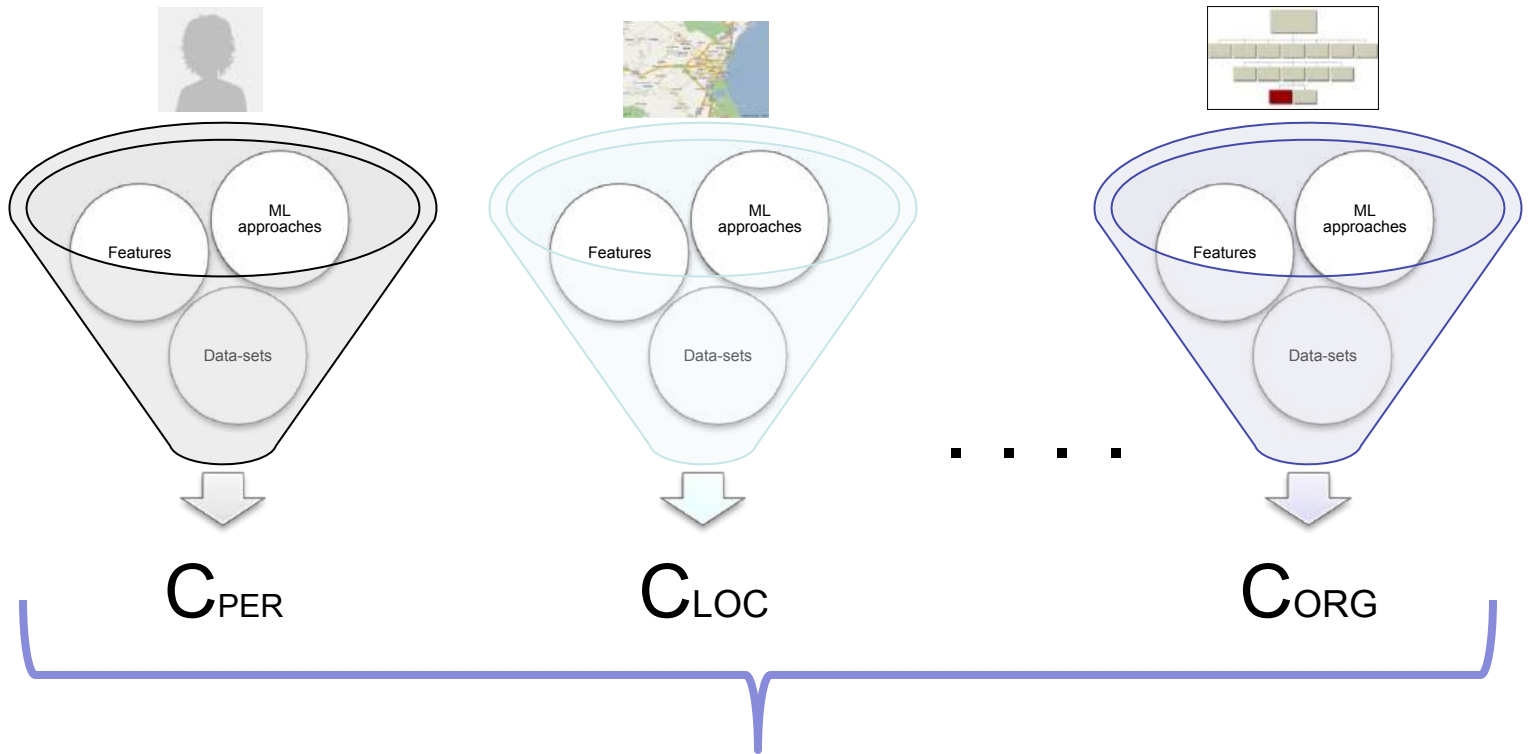 ML
approaches
Features
Data-sets
ML
approaches
Features
Data-sets
ML
approaches
Features
Data-sets
. . . .
CPER
CLOC
CORG